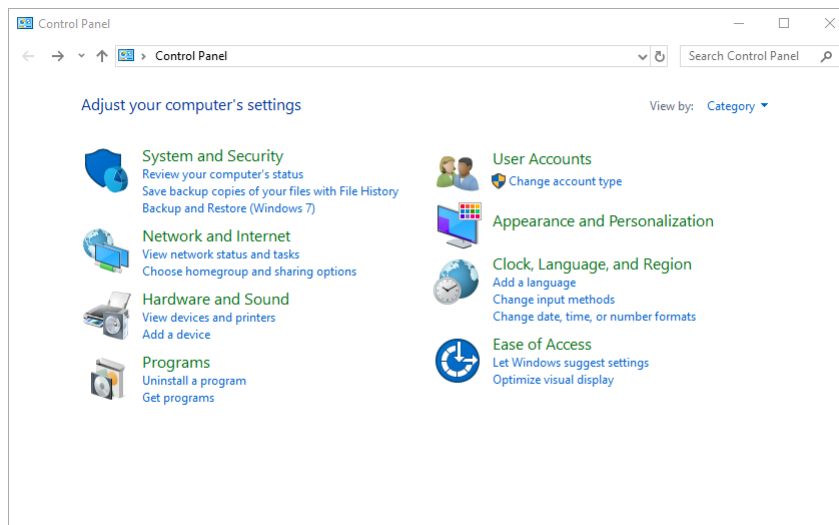 Control Panel
Control Panel
Search Control Panel
Adjust your computer's settings
View by: Category
System and Security
Review your computer's status
Save backup copies of your files with File History
Backup and Restore (Windows 7)
Network and Internet
View network status and tasks
Choose homegroup and sharing options
Hardware and Sound
View devices and printers
Add a device
Programs
Uninstall a program
Get programs
User Accounts
Change account type
Appearance and Personalization
Clock, Language, and Region
Add a language
Change input methods
Change date, time, or number formats
Ease of Access
Let Windows suggest settings
Optimize visual display